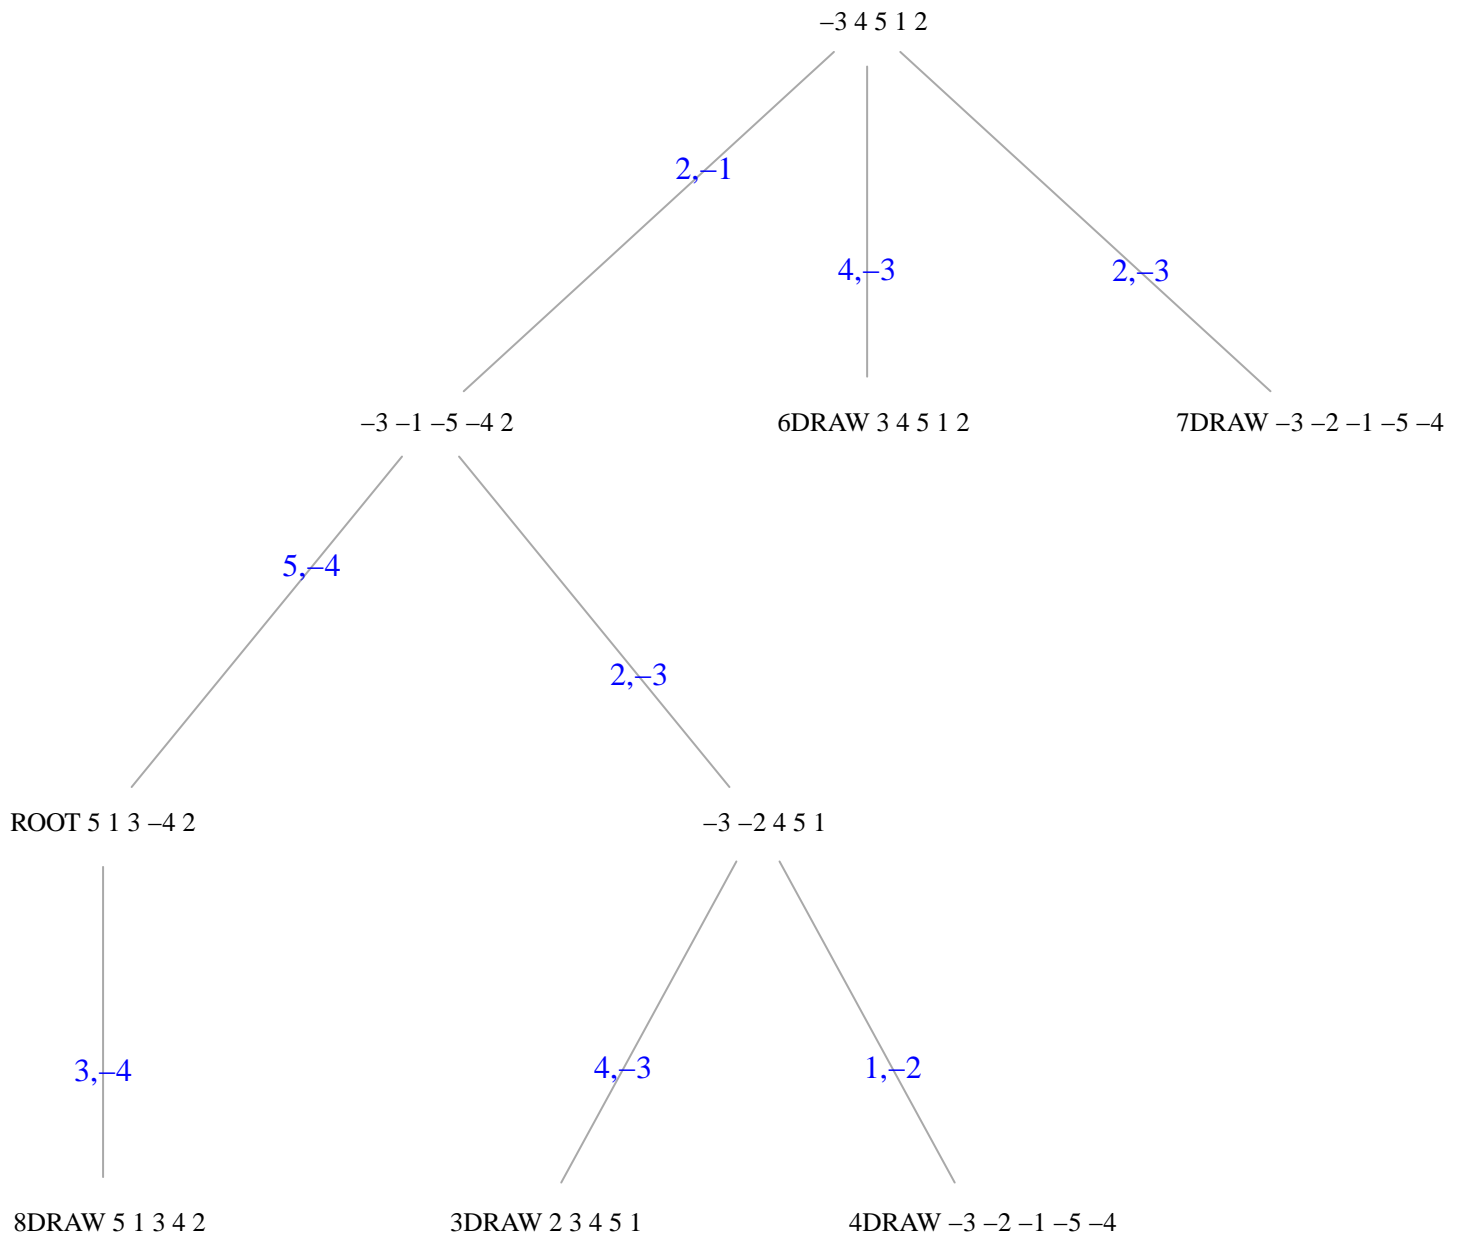 –3 4 5 1 2
2,–1
4,–3
2,–3
–3 –1 –5 –4 2
6DRAW 3 4 5 1 2
7DRAW –3 –2 –1 –5 –4
5,–4
2,–3
ROOT 5 1 3 –4 2
–3 –2 4 5 1
3,–4
4,–3
1,–2
8DRAW 5 1 3 4 2
3DRAW 2 3 4 5 1
4DRAW –3 –2 –1 –5 –4